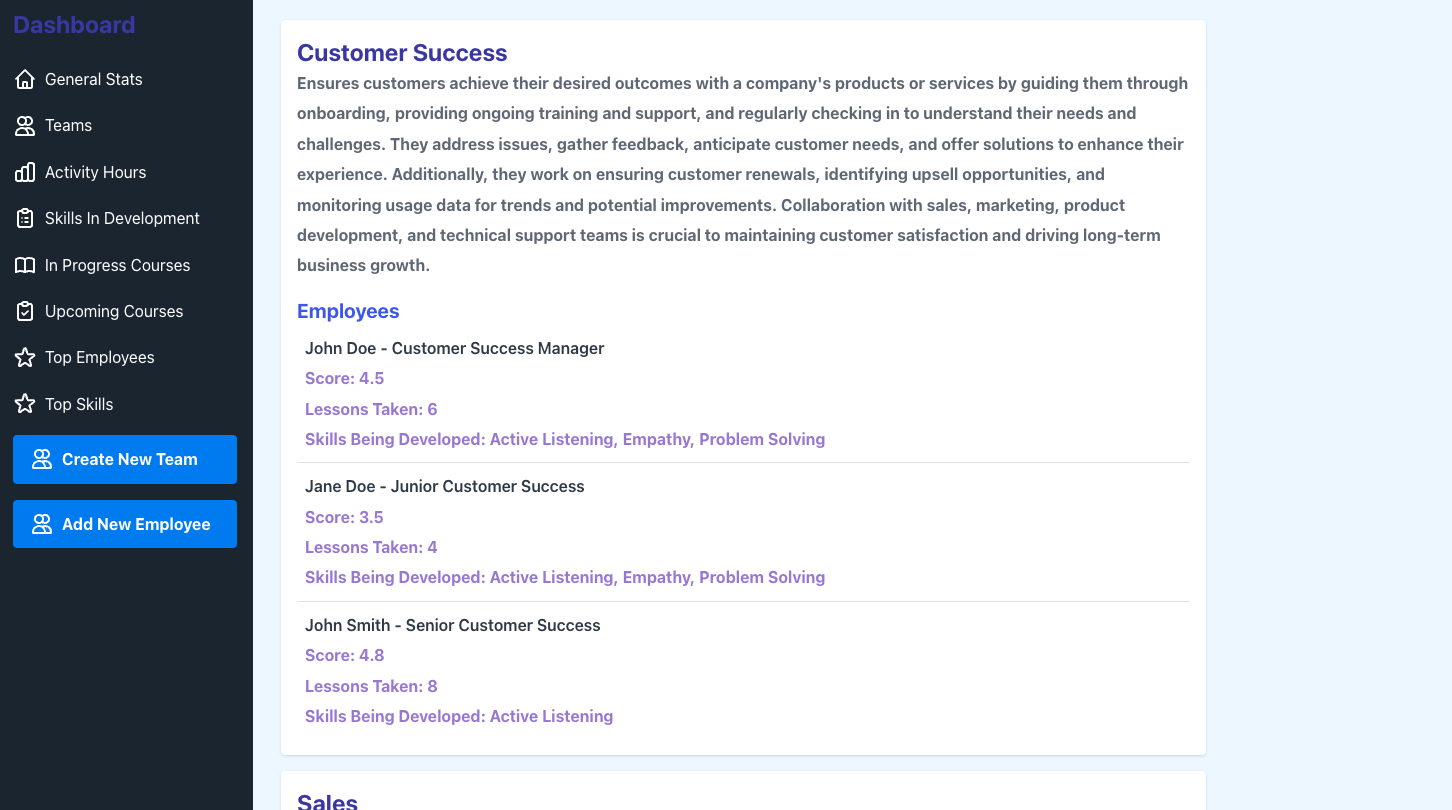 Dashboard
General Stats
Teams
Activity Hours
Skills In Development
In Progress Courses
Upcoming Courses
Top Employees
Top Skills
Create New Team
Add New Employee
Customer Success
Ensures customers achieve their desired outcomes with a company's products or services by guiding them through
onboarding, providing ongoing training and support, and regularly checking in to understand their needs and
challenges. They address issues, gather feedback, anticipate customer needs, and offer solutions to enhance their
experience. Additionally, they work on ensuring customer renewals, identifying upsell opportunities, and
monitoring usage data for trends and potential improvements. Collaboration with sales, marketing, product
development, and technical support teams is crucial to maintaining customer satisfaction and driving long-term
business growth.
Employees
John Doe - Customer Success Manager
Score: 4.5
Lessons Taken: 6
Skills Being Developed: Active Listening, Empathy, Problem Solving
Jane Doe - Junior Customer Success
Score: 3.5
Lessons Taken: 4
Skills Being Developed: Active Listening, Empathy, Problem Solving
John Smith - Senior Customer Success
Score: 4.8
Lessons Taken: 8
Skills Being Developed: Active Listening
Sales